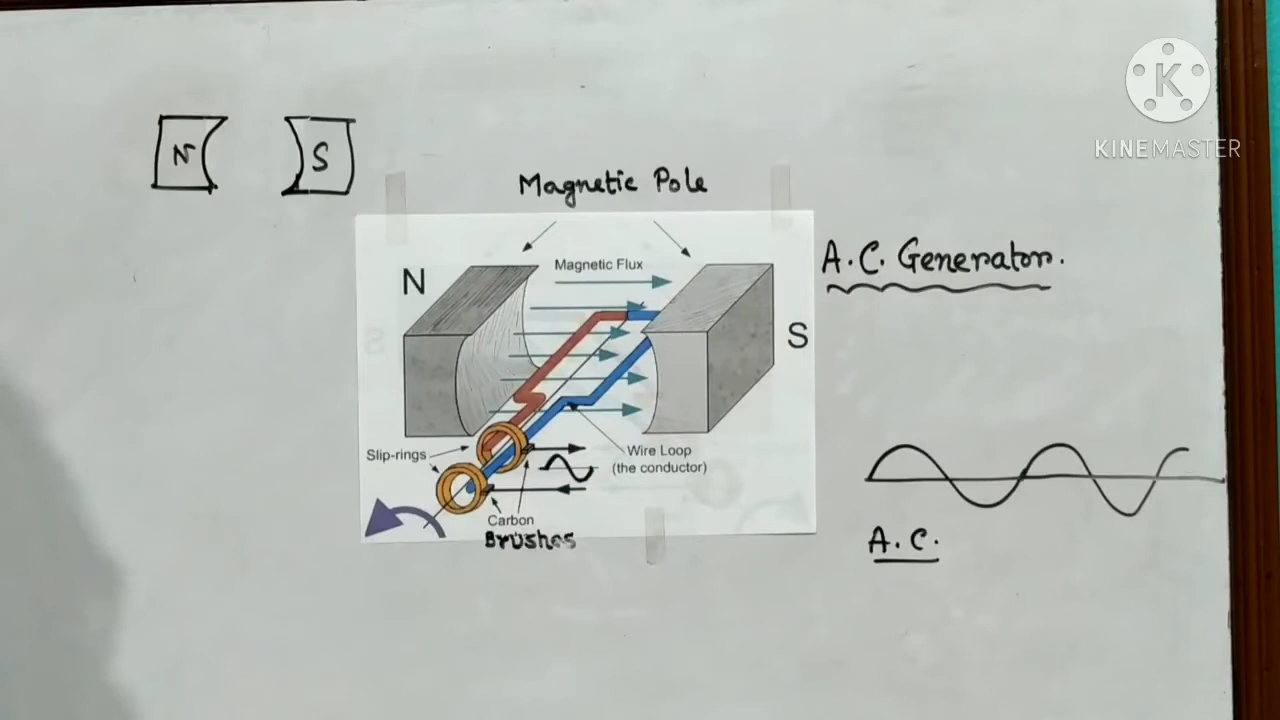 K
KINEMASTER
N
S
Magnetic Pole
A.C. Generator.
N
Magnetic Flux
S
Slip-rings
Wire Loop
(the conductor)
Carbon
Brushes
A.C.